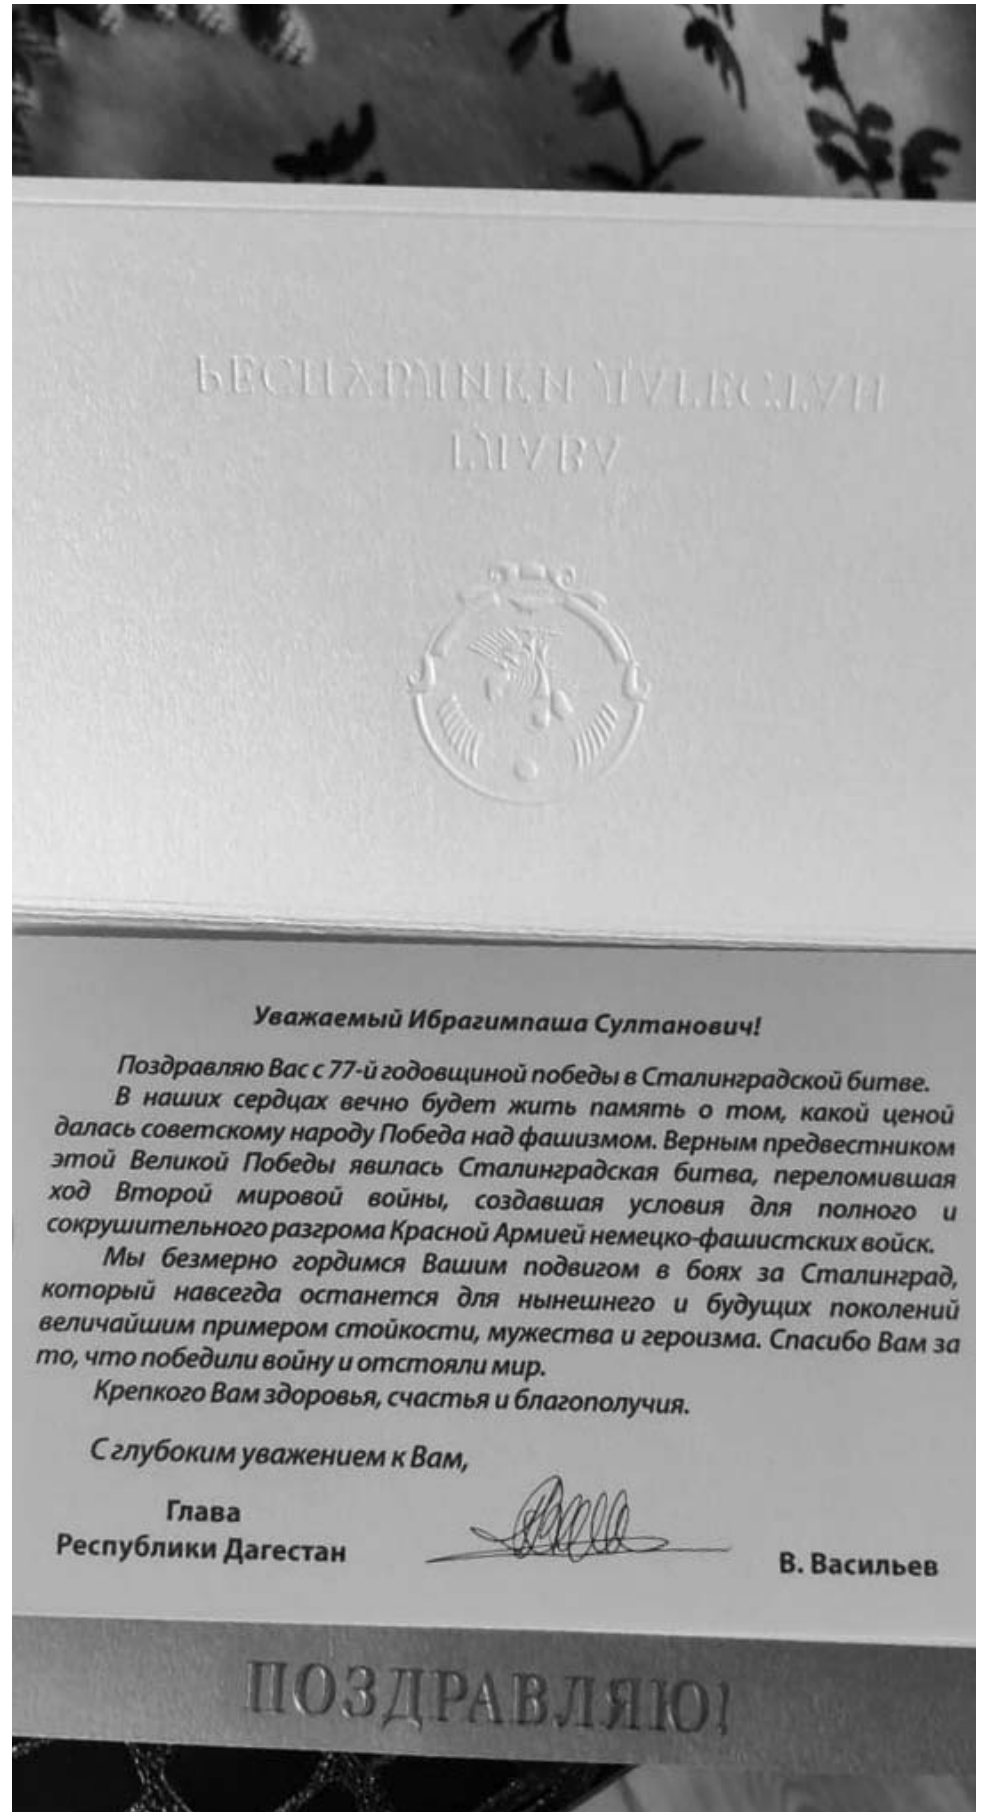 ГЛАВА
РЕСПУБЛИКИ ДАГЕСТАН
Уважаемый Ибрагимпаша Султанович!
Поздравляю Вас с 77-й годовщиной победы в Сталинградской битве.
В наших сердцах вечно будет жить память о том, какой ценой
далась советскому народу Победа над фашизмом. Верным предвестником
этой Великой Победы явилась Сталинградская битва, переломившая
ход Второй мировой войны, создавшая условия для полного и
сокрушительного разгрома Красной Армией немецко-фашистских войск.
Мы безмерно гордимся Вашим подвигом в боях за Сталинград,
который навсегда останется для нынешнего и будущих поколений
величайшим примером стойкости, мужества и героизма. Спасибо Вам за
то, что победили войну и отстояли мир.
Крепкого Вам здоровья, счастья и благополучия.
С глубоким уважением к Вам,
Глава
Республики Дагестан
В. Васильев
ПОЗДРАВЛЯЮ!